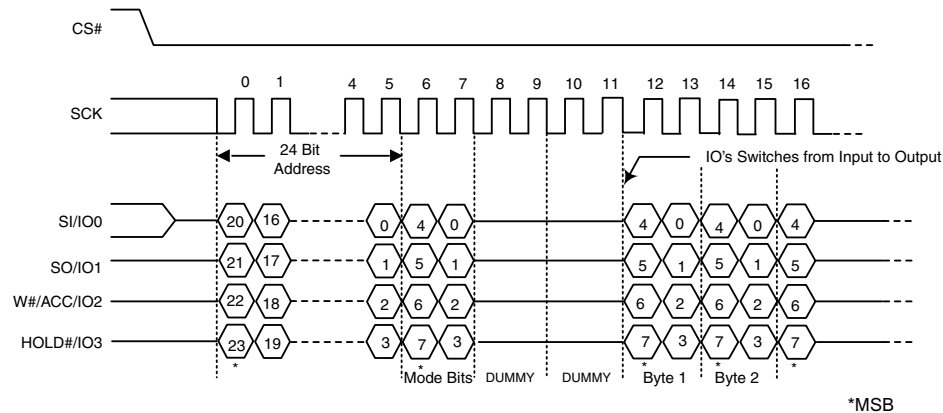 CS#
0 1 4 5 6 7 8 9 10 11 12 13 14 15 16
SCK
24 Bit
Address
IO's Switches from Input to Output
SI/IO0 20 16 0 4 0 4 0 4 0 4
SO/IO1 21 17 1 5 1 5 1 5 1 5
W#/ACC/IO2 22 18 2 6 2 6 2 6 2 6
HOLD#/IO3 23 19 3 7 3 7 3 7 3 7
* * * * *
Mode Bits DUMMY DUMMY Byte 1 Byte 2
*MSB